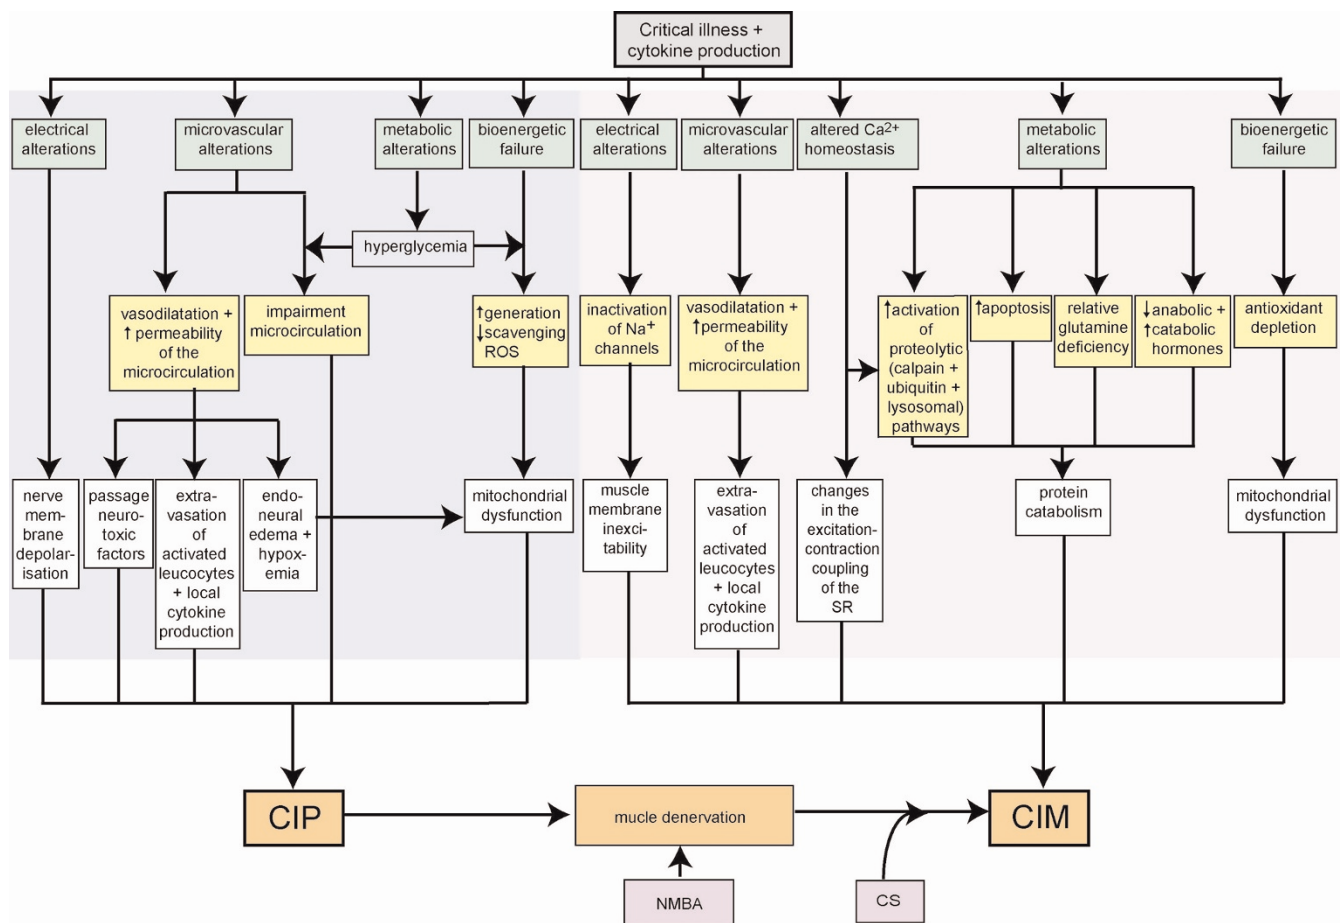 Critical illness +
cytokine production
electrical
alterations
microvascular
alterations
metabolic
alterations
bioenergetic
failure
electrical
alterations
microvascular
alterations
altered Ca2+
homeostasis
metabolic
alterations
bioenergetic
failure
hyperglycemia
vasodilatation +
↑ permeability
of the
microcirculation
impairment
microcirculation
↑generation
↓scavenging
ROS
inactivation
of Na+
channels
vasodilatation +
↑permeability
of the
microcirculation
↑activation
of
proteolytic
(calpain +
ubiquitin +
lysosomal)
pathways
↑apoptosis
relative
glutamine
deficiency
↓anabolic +
↑catabolic
hormones
antioxidant
depletion
nerve
mem-
brane
depolar-
isation
passage
neuro-
toxic
factors
extra-
vasation
of
activated
leucocytes
+ local
cytokine
production
endo-
neural
edema +
hypox-
emia
mitochondrial
dysfunction
muscle
membrane
inexci-
tability
extra-
vasation
of
activated
leucocytes
+ local
cytokine
production
changes
in the
excitation-
contraction
coupling
of the
SR
protein
catabolism
mitochondrial
dysfunction
CIP
mucle denervation
CIM
NMBA
CS